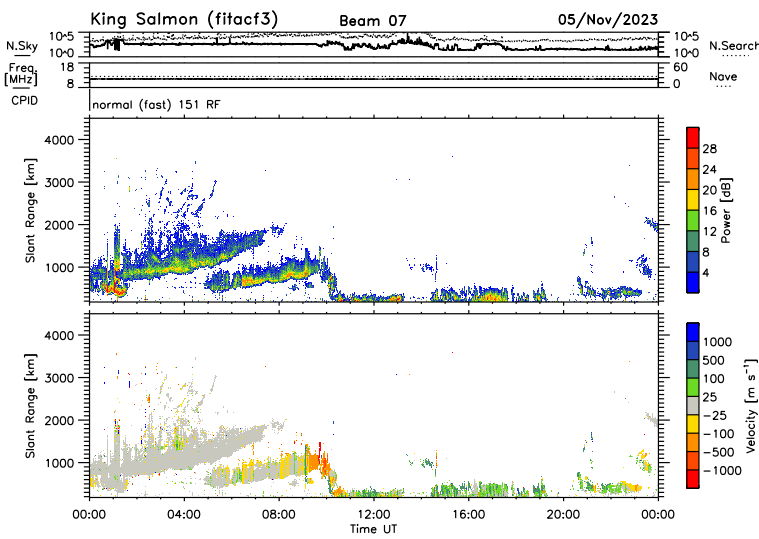 King Salmon (fitacf3) Beam 07 05/Nov/2023
N.Sky 10^5 10^0 10^5 10^0 N.Search
Freq. [MHz] 18 8 60 0 Nave
CPID normal (fast) 151 RF
Slant Range [km] 4000 3000 2000 1000
28 24 20 16 12 8 4 Power [dB]
Slant Range [km] 4000 3000 2000 1000
1000 500 100 25 −25 −100 −500 −1000 Velocity [m s⁻¹]
00:00 04:00 08:00 12:00 16:00 20:00 00:00
Time UT